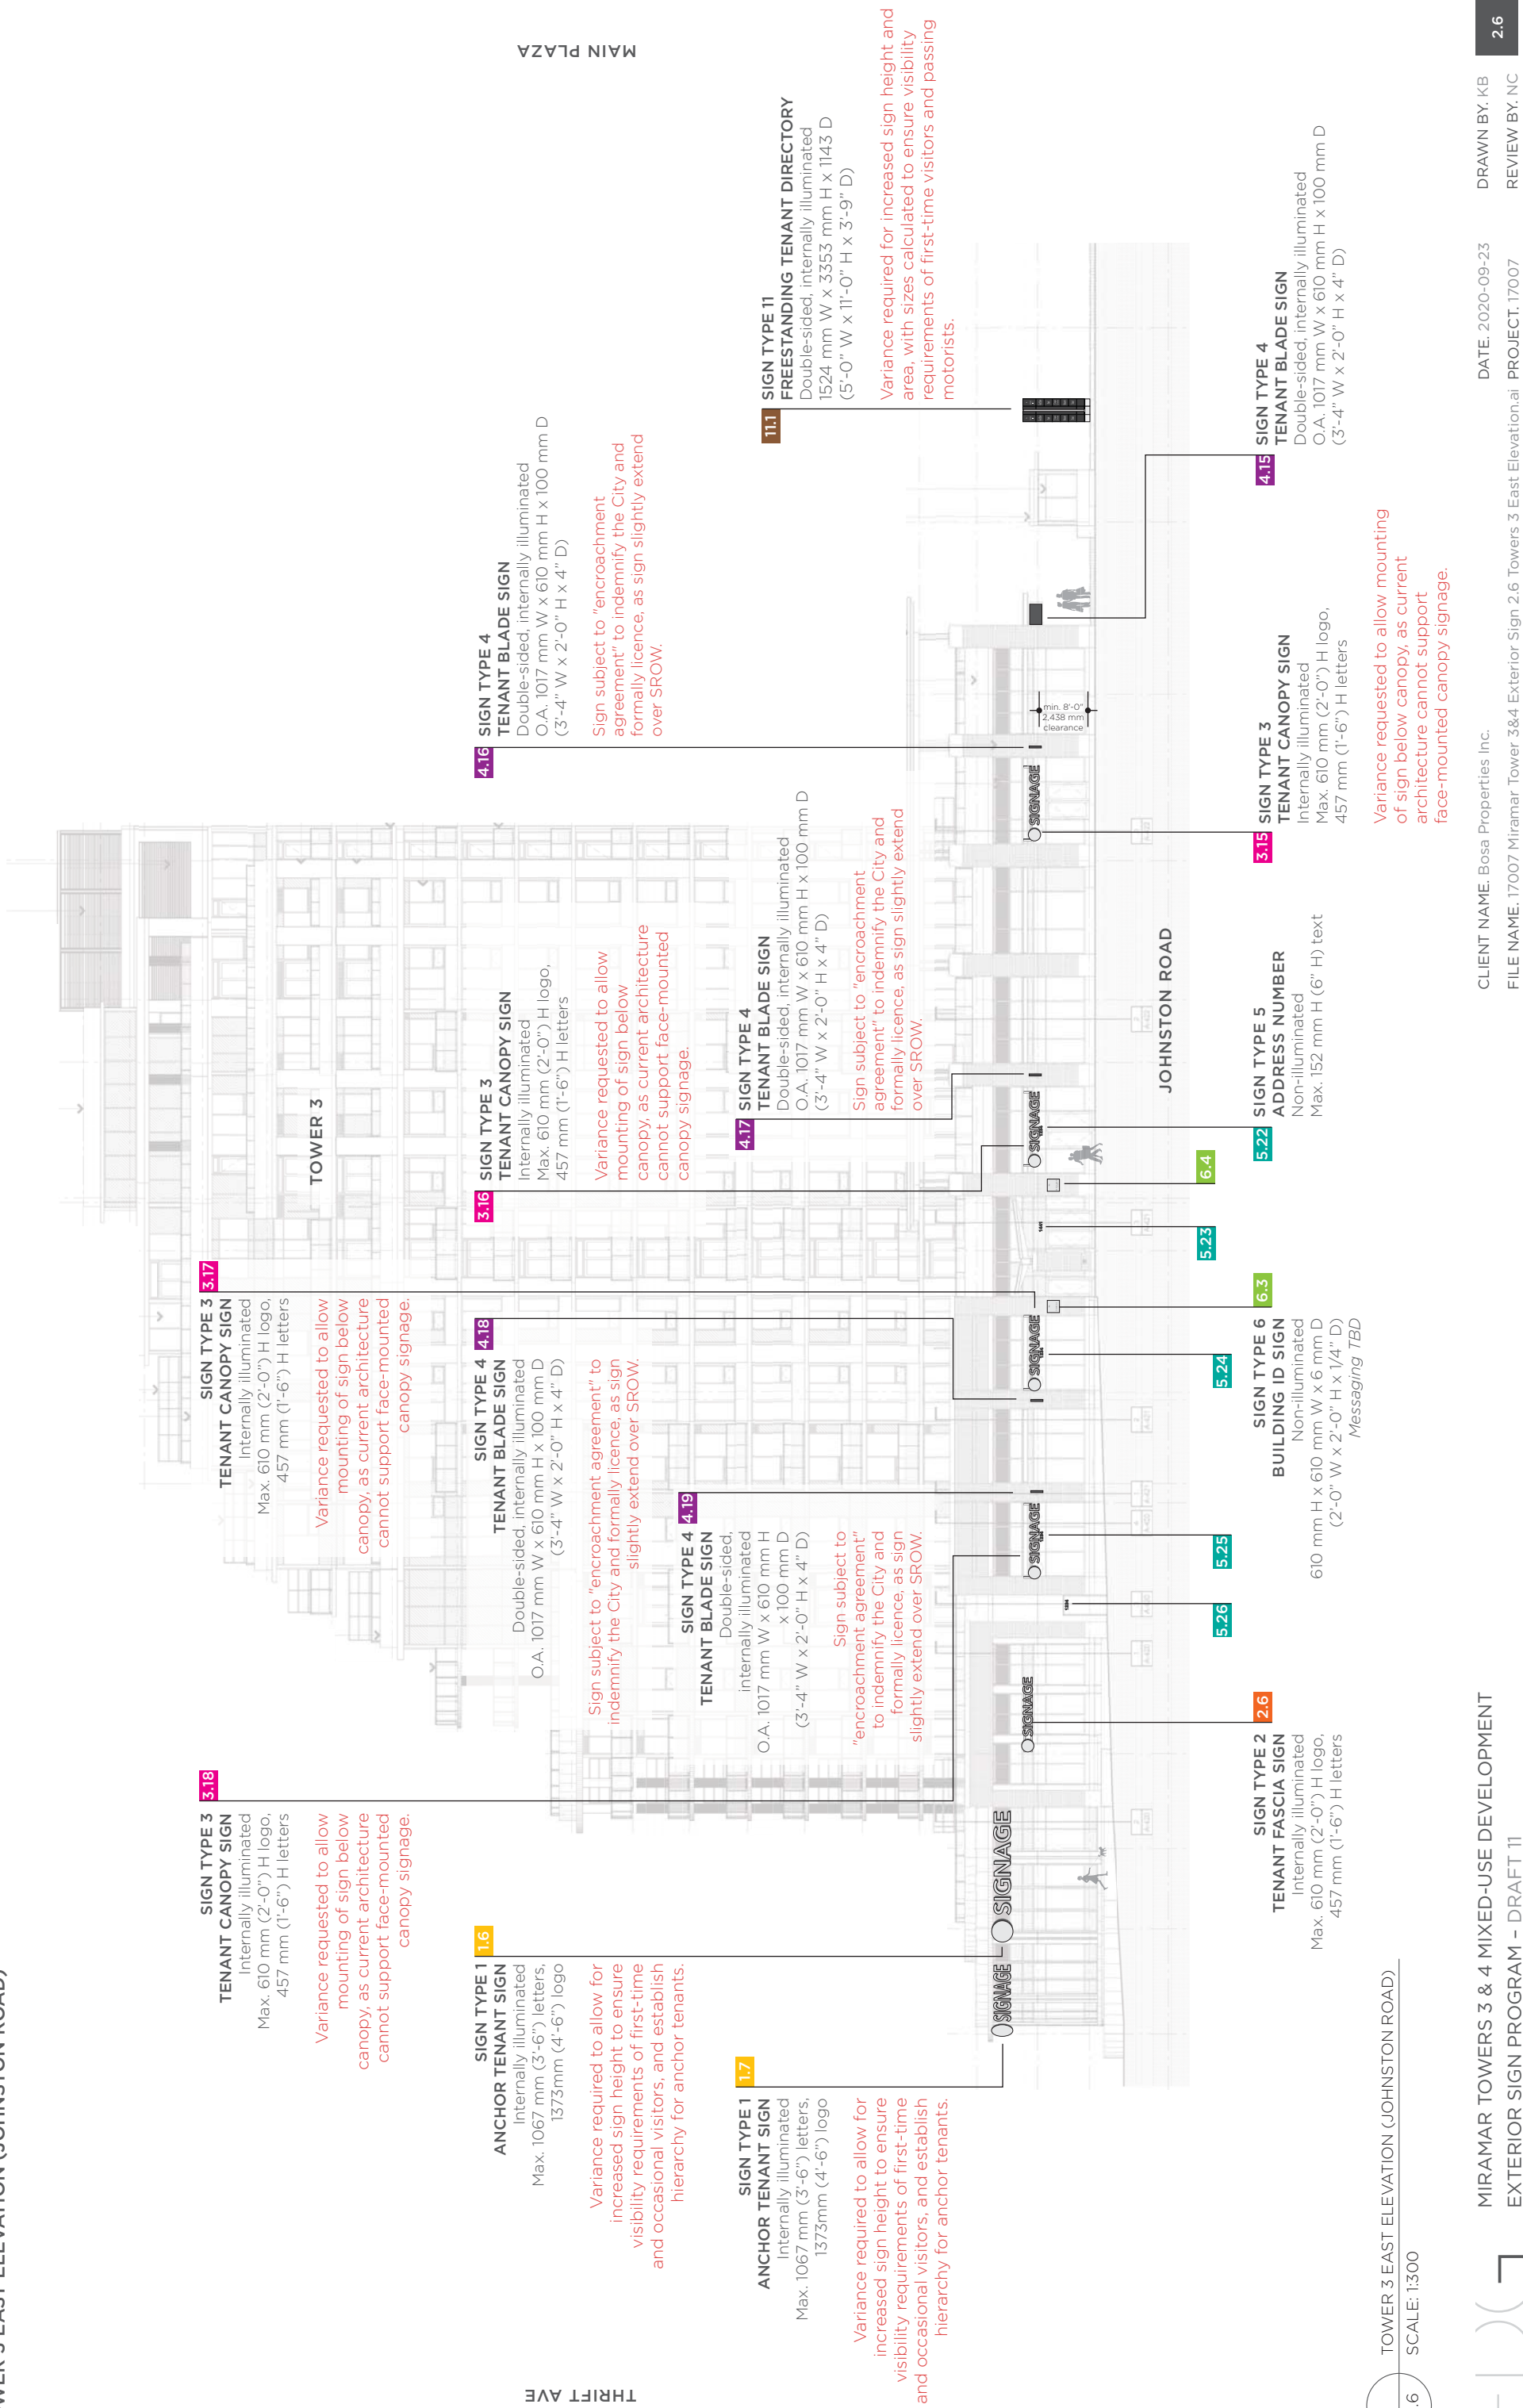 TOWER 3 EAST ELEVATION (JOHNSTON ROAD)
THRIFT AVE
MAIN PLAZA
TOWER 3
JOHNSTON ROAD
3.18
SIGN TYPE 3
TENANT CANOPY SIGN
Internally illuminated
Max. 610 mm (2'-0") H logo,
457 mm (1'-6") H letters
Variance requested to allow
mounting of sign below
canopy, as current architecture
cannot support face-mounted
canopy signage.
3.17
SIGN TYPE 3
TENANT CANOPY SIGN
Internally illuminated
Max. 610 mm (2'-0") H logo,
457 mm (1'-6") H letters
Variance requested to allow
mounting of sign below
canopy, as current architecture
cannot support face-mounted
canopy signage.
1.6
SIGN TYPE 1
ANCHOR TENANT SIGN
Internally illuminated
Max. 1067 mm (3'-6") letters,
1373mm (4'-6") logo
Variance required to allow for
increased sign height to ensure
visibility requirements of first-time
and occasional visitors, and establish
hierarchy for anchor tenants.
4.18
SIGN TYPE 4
TENANT BLADE SIGN
Double-sided, internally illuminated
O.A. 1017 mm W x 610 mm H x 100 mm D
(3'-4" W x 2'-0" H x 4" D)
Sign subject to "encroachment agreement" to
indemnify the City and formally licence, as sign
slightly extend over SROW.
3.16
SIGN TYPE 3
TENANT CANOPY SIGN
Internally illuminated
Max. 610 mm (2'-0") H logo,
457 mm (1'-6") H letters
Variance requested to allow
mounting of sign below
canopy, as current architecture
cannot support face-mounted
canopy signage.
4.16
SIGN TYPE 4
TENANT BLADE SIGN
Double-sided, internally illuminated
O.A. 1017 mm W x 610 mm H x 100 mm D
(3'-4" W x 2'-0" H x 4" D)
Sign subject to "encroachment
agreement" to indemnify the City and
formally licence, as sign slightly extend
over SROW.
1.7
SIGN TYPE 1
ANCHOR TENANT SIGN
Internally illuminated
Max. 1067 mm (3'-6") letters,
1373mm (4'-6") logo
Variance required to allow for
increased sign height to ensure
visibility requirements of first-time
and occasional visitors, and establish
hierarchy for anchor tenants.
4.19
SIGN TYPE 4
TENANT BLADE SIGN
Double-sided,
internally illuminated
O.A. 1017 mm W x 610 mm H
x 100 mm D
(3'-4" W x 2'-0" H x 4" D)
Sign subject to
"encroachment agreement"
to indemnify the City and
formally licence, as sign
slightly extend over SROW.
4.17
SIGN TYPE 4
TENANT BLADE SIGN
Double-sided, internally illuminated
O.A. 1017 mm W x 610 mm H x 100 mm D
(3'-4" W x 2'-0" H x 4" D)
Sign subject to "encroachment
agreement" to indemnify the City and
formally licence, as sign slightly extend
over SROW.
11.1
SIGN TYPE 11
FREESTANDING TENANT DIRECTORY
Double-sided, internally illuminated
1524 mm W x 3353 mm H x 1143 D
(5'-0" W x 11'-0" H x 3'-9" D)
Variance required for increased sign height and
area, with sizes calculated to ensure visibility
requirements of first-time visitors and passing
motorists.
SIGNAGE
SIGNAGE
SIGNAGE
SIGNAGE
SIGNAGE
SIGNAGE
SIGNAGE
min. 8'-0"
2,438 mm
clearance
5.26
5.25
5.24
5.23
6.4
2.6
SIGN TYPE 2
TENANT FASCIA SIGN
Internally illuminated
Max. 610 mm (2'-0") H logo,
457 mm (1'-6") H letters
6.3
SIGN TYPE 6
BUILDING ID SIGN
Non-illuminated
610 mm H x 610 mm W x 6 mm D
(2'-0" W x 2'-0" H x 1/4" D)
Messaging TBD
5.22
SIGN TYPE 5
ADDRESS NUMBER
Non-illuminated
Max. 152 mm H (6" H) text
3.15
SIGN TYPE 3
TENANT CANOPY SIGN
Internally illuminated
Max. 610 mm (2'-0") H logo,
457 mm (1'-6") H letters
Variance requested to allow mounting
of sign below canopy, as current
architecture cannot support
face-mounted canopy signage.
4.15
SIGN TYPE 4
TENANT BLADE SIGN
Double-sided, internally illuminated
O.A. 1017 mm W x 610 mm H x 100 mm D
(3'-4" W x 2'-0" H x 4" D)
TOWER 3 EAST ELEVATION (JOHNSTON ROAD)
SCALE: 1:300
MIRAMAR TOWERS 3 & 4 MIXED-USE DEVELOPMENT
EXTERIOR SIGN PROGRAM – DRAFT 11
CLIENT NAME. Bosa Properties Inc.
FILE NAME. 17007 Miramar Tower 3&4 Exterior Sign 2.6 Towers 3 East Elevation.ai
DATE. 2020-09-23
PROJECT. 17007
DRAWN BY. KB
REVIEW BY. NC
2.6